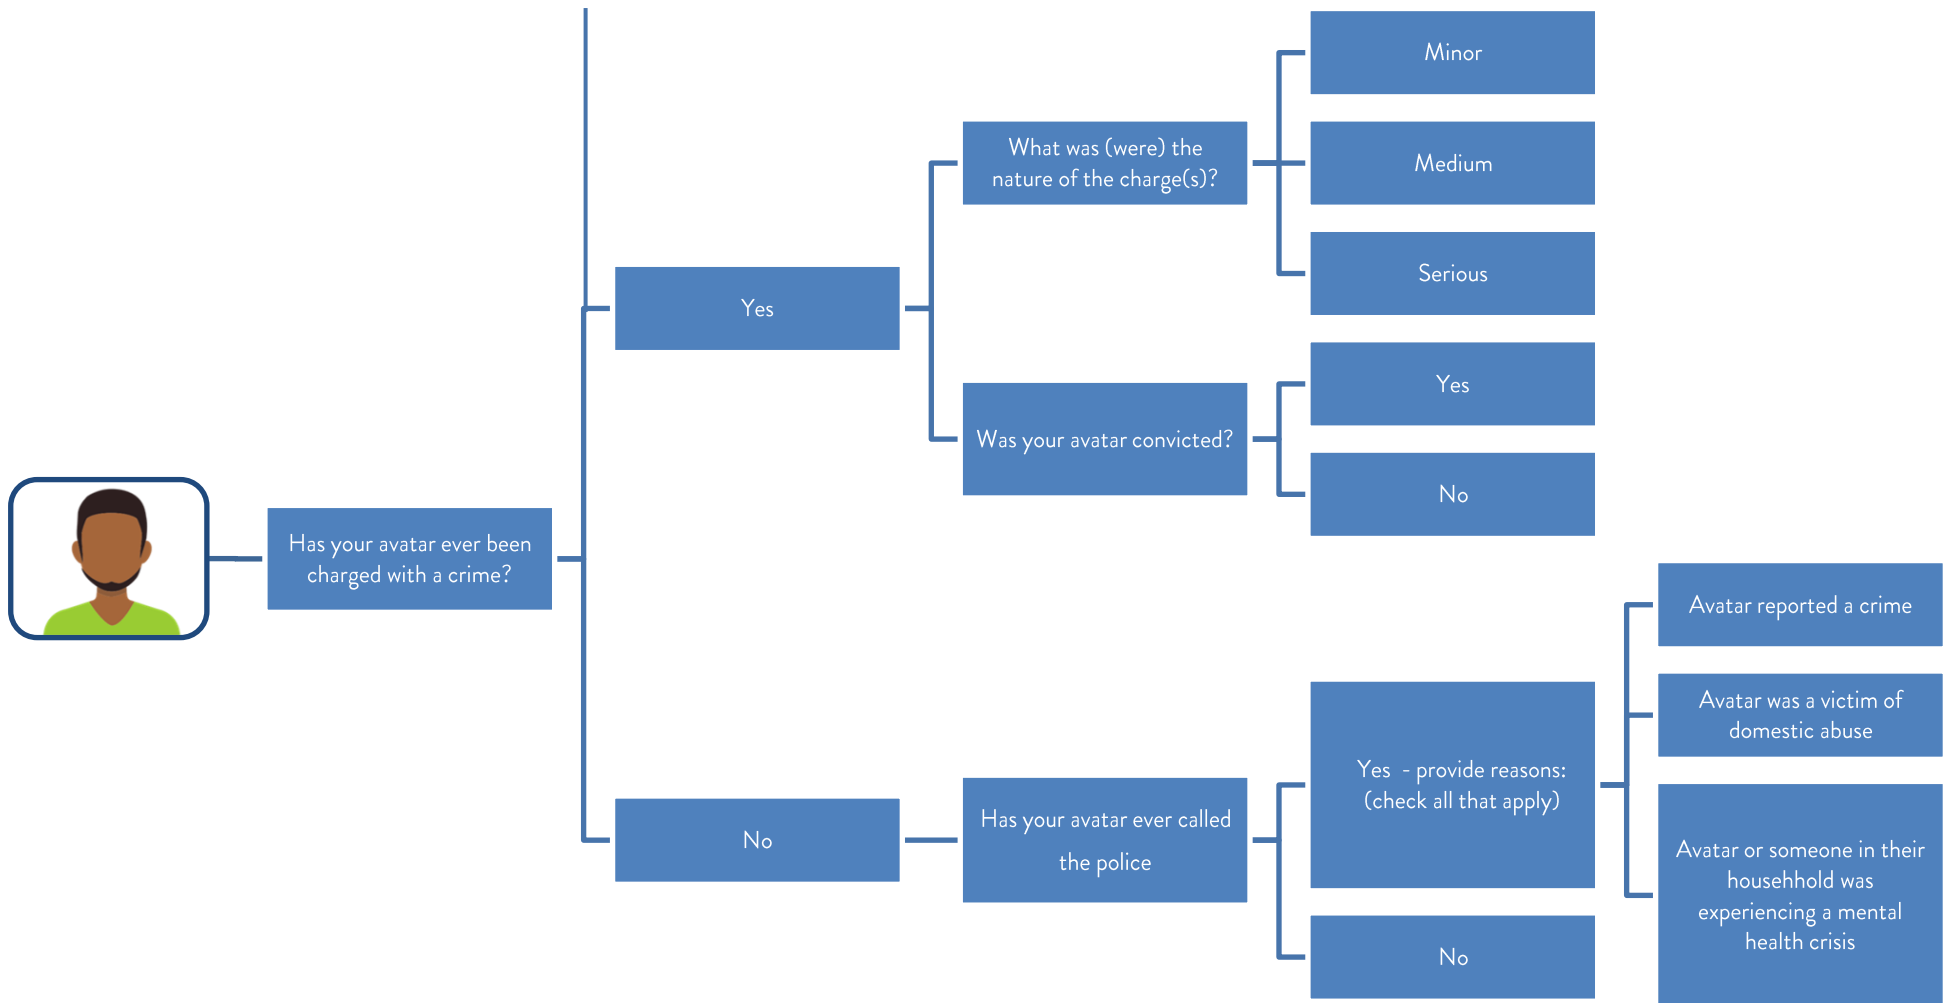 Has your avatar ever been
charged with a crime?
Yes
What was (were) the
nature of the charge(s)?
Minor
Medium
Serious
Was your avatar convicted?
Yes
No
No
Has your avatar ever called
the police
Yes - provide reasons:
(check all that apply)
Avatar reported a crime
Avatar was a victim of
domestic abuse
Avatar or someone in their
househhold was
experiencing a mental
health crisis
No